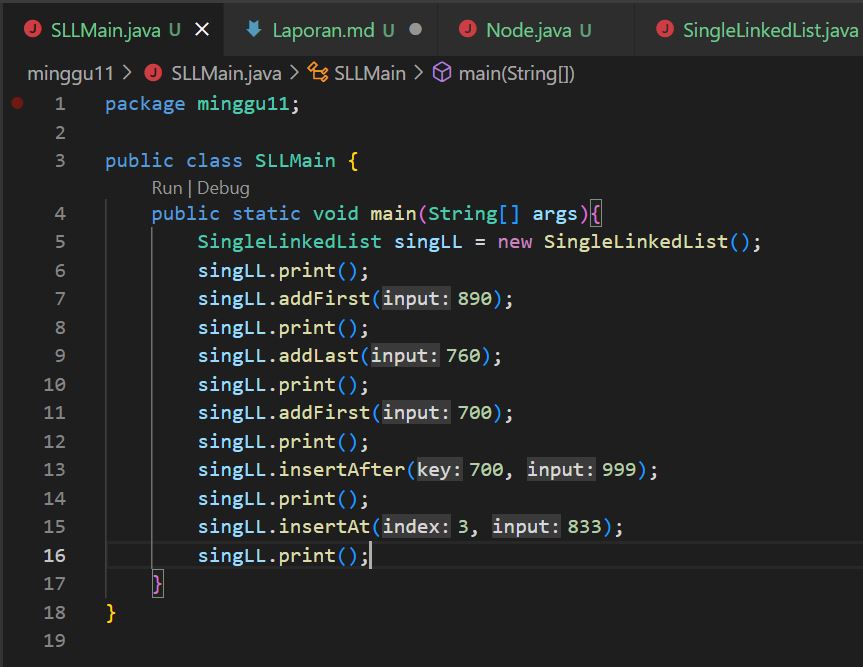 SLLMain.java U Laporan.md U Node.java U SingleLinkedList.java
minggu11 > SLLMain.java > SLLMain > main(String[])
1 package minggu11;
2
3 public class SLLMain {
Run | Debug
4 public static void main(String[] args){
5 SingleLinkedList singLL = new SingleLinkedList();
6 singLL.print();
7 singLL.addFirst(input: 890);
8 singLL.print();
9 singLL.addLast(input: 760);
10 singLL.print();
11 singLL.addFirst(input: 700);
12 singLL.print();
13 singLL.insertAfter(key: 700, input: 999);
14 singLL.print();
15 singLL.insertAt(index: 3, input: 833);
16 singLL.print();
17 }
18 }
19